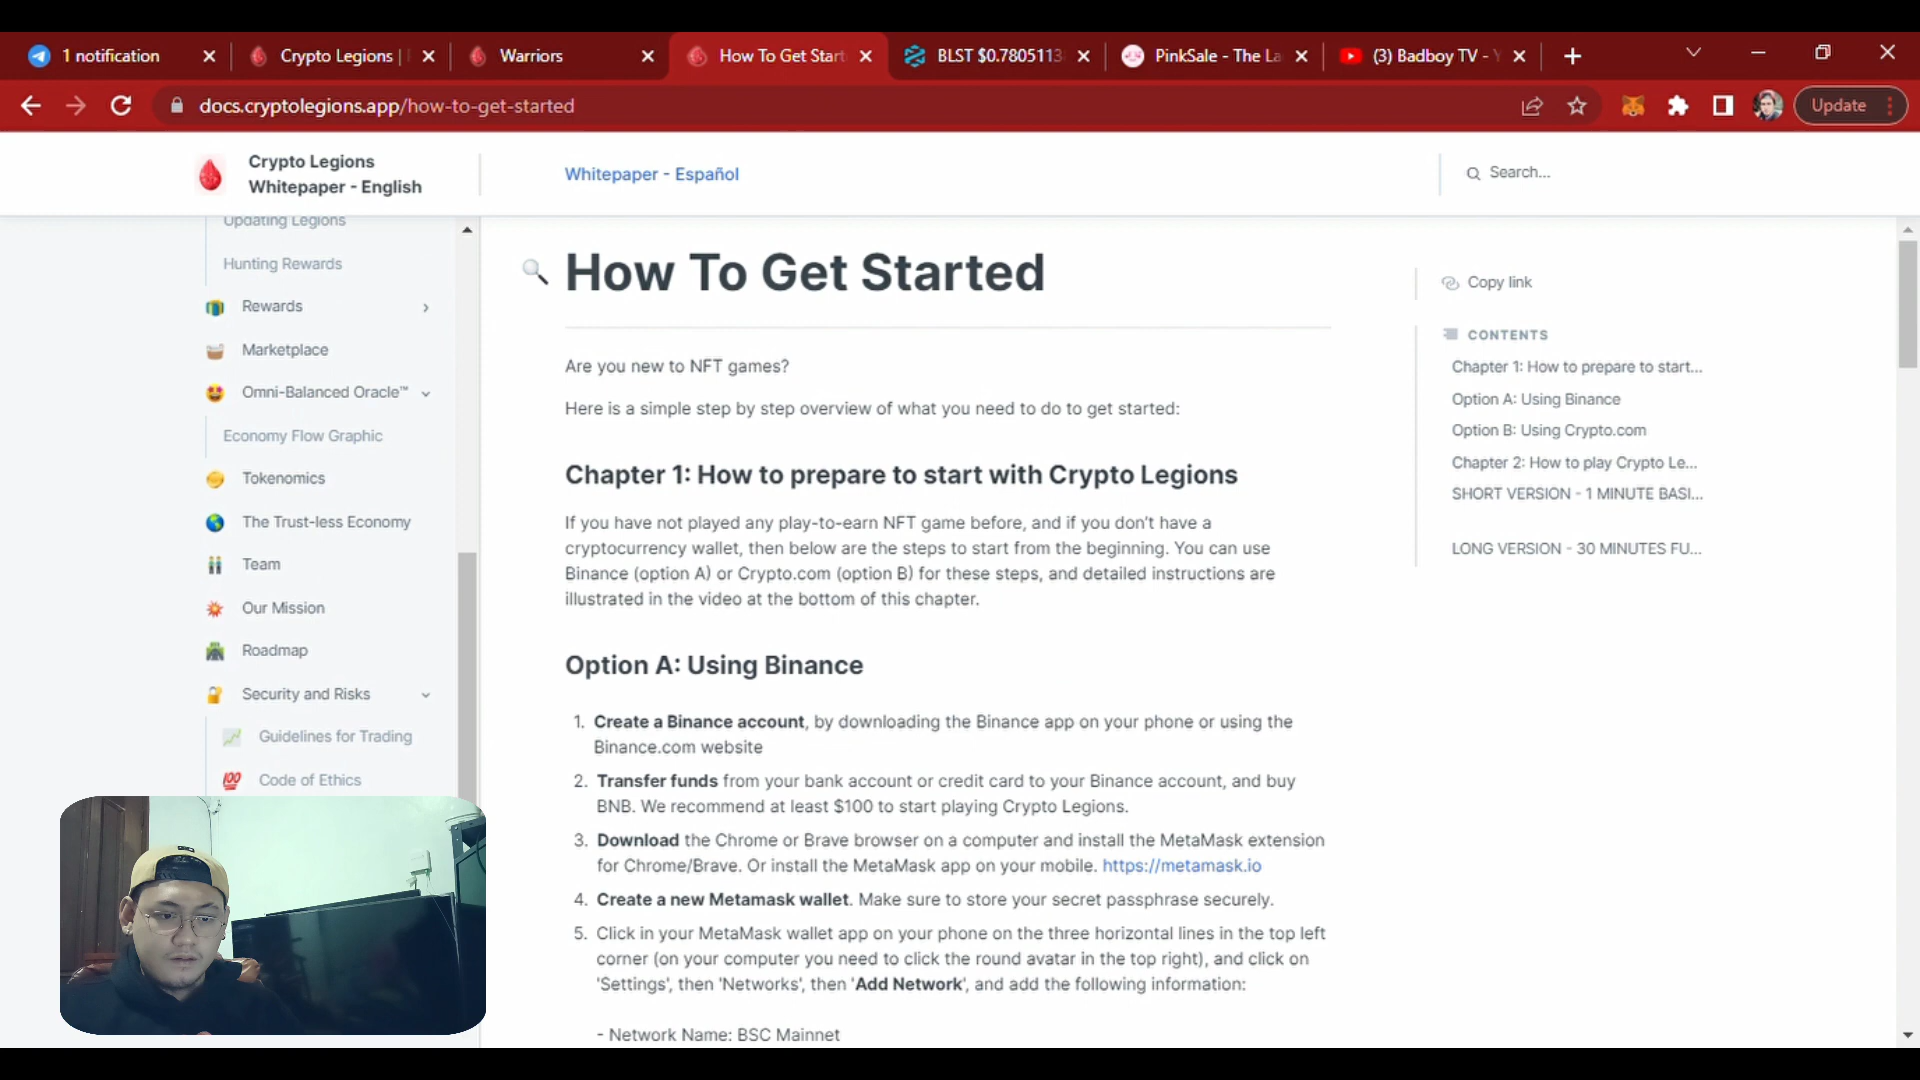 1 notification
Crypto Legions |
Warriors
How To Get Start
BLST $0.7805113
PinkSale - The La
(3) Badboy TV - Y
docs.cryptolegions.app/how-to-get-started
Update
Crypto Legions
Whitepaper - English
Whitepaper - Español
Search...
Updating Legions
Hunting Rewards
Rewards
Marketplace
Omni-Balanced Oracle™
Economy Flow Graphic
Tokenomics
The Trust-less Economy
Team
Our Mission
Roadmap
Security and Risks
Guidelines for Trading
Code of Ethics
How To Get Started
Are you new to NFT games?
Here is a simple step by step overview of what you need to do to get started:
Chapter 1: How to prepare to start with Crypto Legions
If you have not played any play-to-earn NFT game before, and if you don't have a
cryptocurrency wallet, then below are the steps to start from the beginning. You can use
Binance (option A) or Crypto.com (option B) for these steps, and detailed instructions are
illustrated in the video at the bottom of this chapter.
Option A: Using Binance
1. Create a Binance account, by downloading the Binance app on your phone or using the
Binance.com website
2. Transfer funds from your bank account or credit card to your Binance account, and buy
BNB. We recommend at least $100 to start playing Crypto Legions.
3. Download the Chrome or Brave browser on a computer and install the MetaMask extension
for Chrome/Brave. Or install the MetaMask app on your mobile. https://metamask.io
4. Create a new Metamask wallet. Make sure to store your secret passphrase securely.
5. Click in your MetaMask wallet app on your phone on the three horizontal lines in the top left
corner (on your computer you need to click the round avatar in the top right), and click on
'Settings', then 'Networks', then 'Add Network', and add the following information:
- Network Name: BSC Mainnet
Copy link
CONTENTS
Chapter 1: How to prepare to start...
Option A: Using Binance
Option B: Using Crypto.com
Chapter 2: How to play Crypto Le...
SHORT VERSION - 1 MINUTE BASI...
LONG VERSION - 30 MINUTES FU...